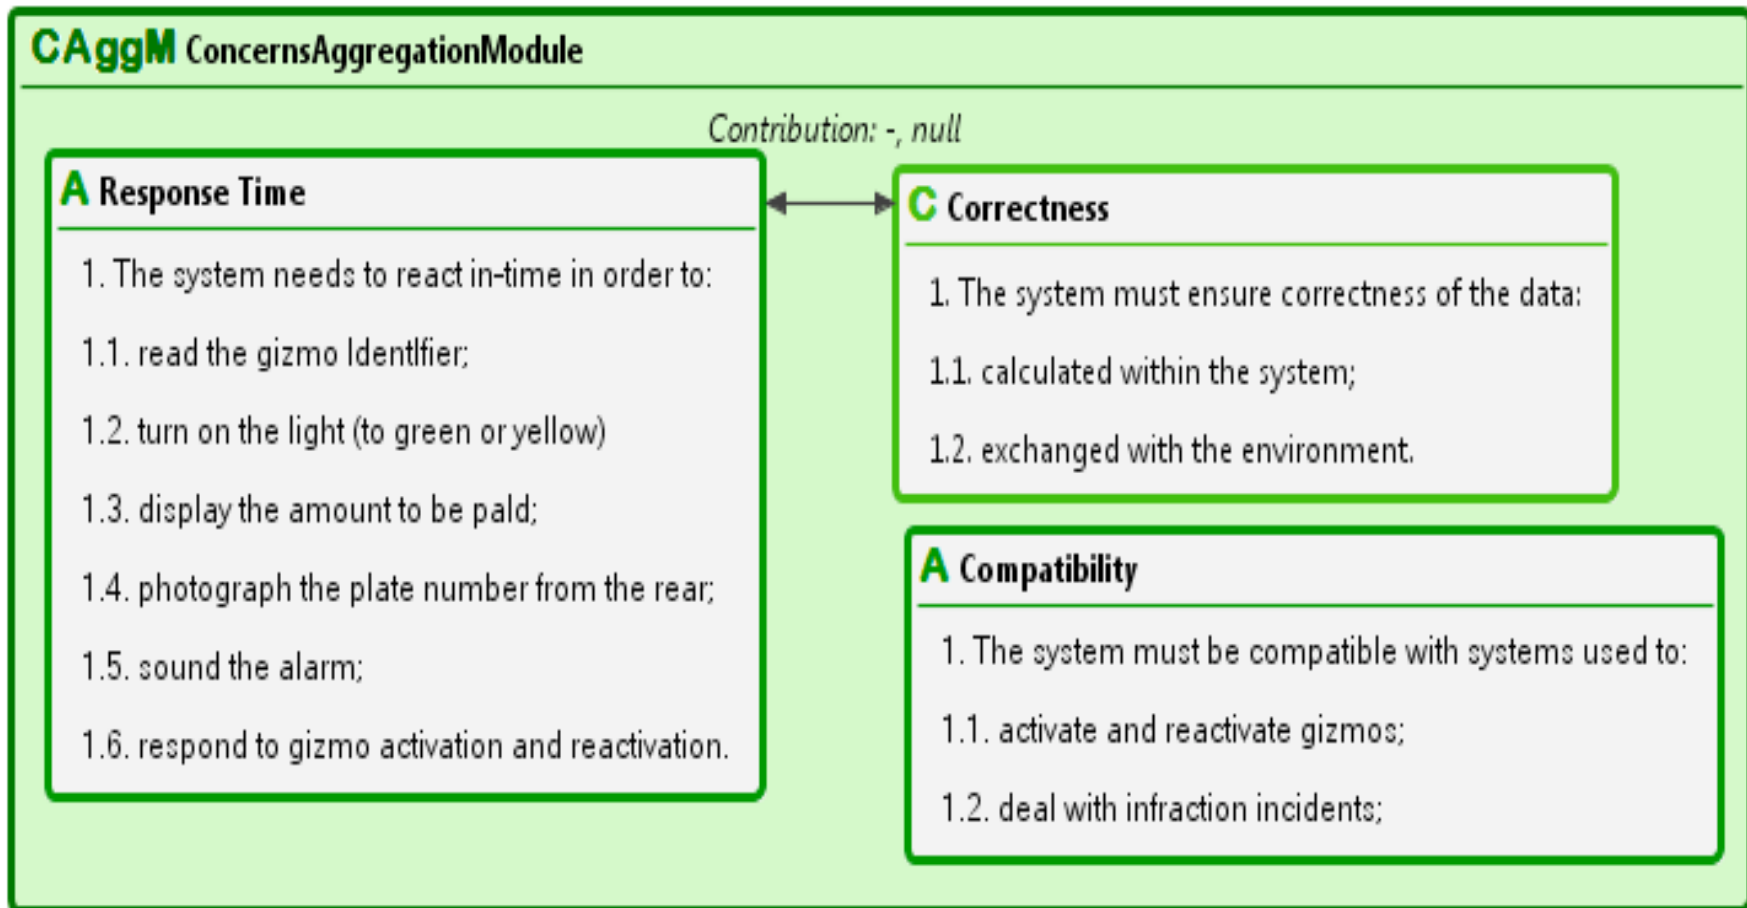 CAggM ConcernsAggregationModule
Contribution: -, null
A Response Time
1. The system needs to react in-time in order to:
1.1. read the gizmo IdentIfier;
1.2. turn on the light (to green or yellow)
1.3. display the amount to be pald;
1.4. photograph the plate number from the rear;
1.5. sound the alarm;
1.6. respond to gizmo activation and reactivation.
C Correctness
1. The system must ensure correctness of the data:
1.1. calculated within the system;
1.2. exchanged with the environment.
A Compatibility
1. The system must be compatible with systems used to:
1.1. activate and reactivate gizmos;
1.2. deal with infraction incidents;